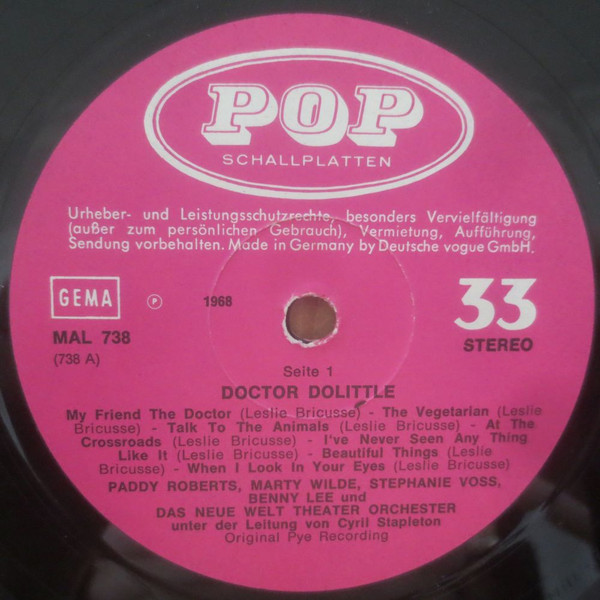 POP
SCHALLPLATTEN
Urheber- und Leistungsschutzrechte, besonders Vervielfältigung
(außer zum persönlichen Gebrauch), Vermietung, Aufführung,
Sendung vorbehalten. Made in Germany by Deutsche vogue GmbH.
GEMA
℗ 1968
33
MAL 738
STEREO
(738 A)
Seite 1
DOCTOR DOLITTLE
My Friend The Doctor (Leslie Bricusse) - The Vegetarian (Leslie
Bricusse) - Talk To The Animals (Leslie Bricusse) - At The
Crossroads (Leslie Bricusse) - I've Never Seen Any Thing
Like It (Leslie Bricusse) - Beautiful Things (Leslie
Bricusse) - When I Look In Your Eyes (Leslie Bricusse)
PADDY ROBERTS, MARTY WILDE, STEPHANIE VOSS,
BENNY LEE und
DAS NEUE WELT THEATER ORCHESTER
unter der Leitung von Cyril Stapleton
Original Pye Recording